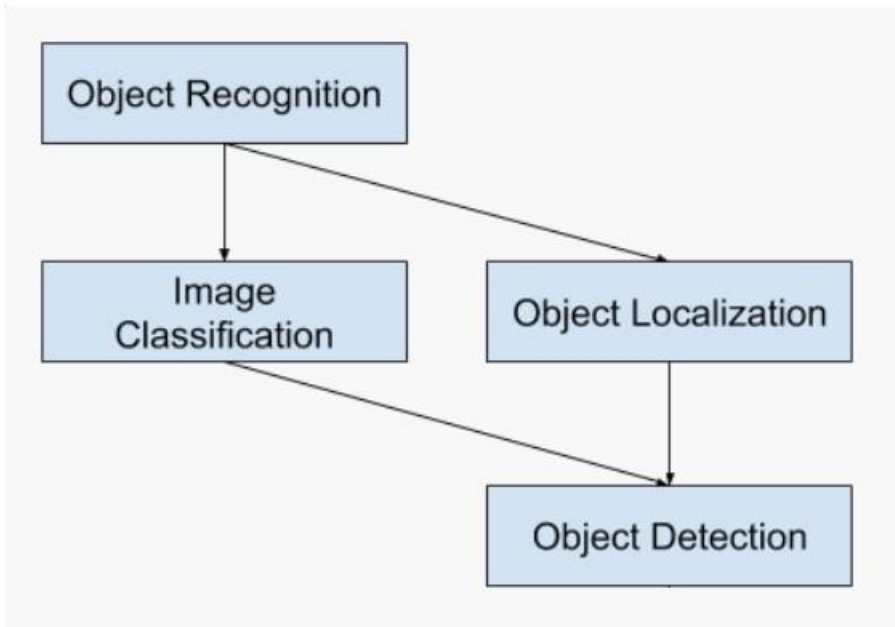 Object Recognition
Image
Classification
Object Localization
Object Detection